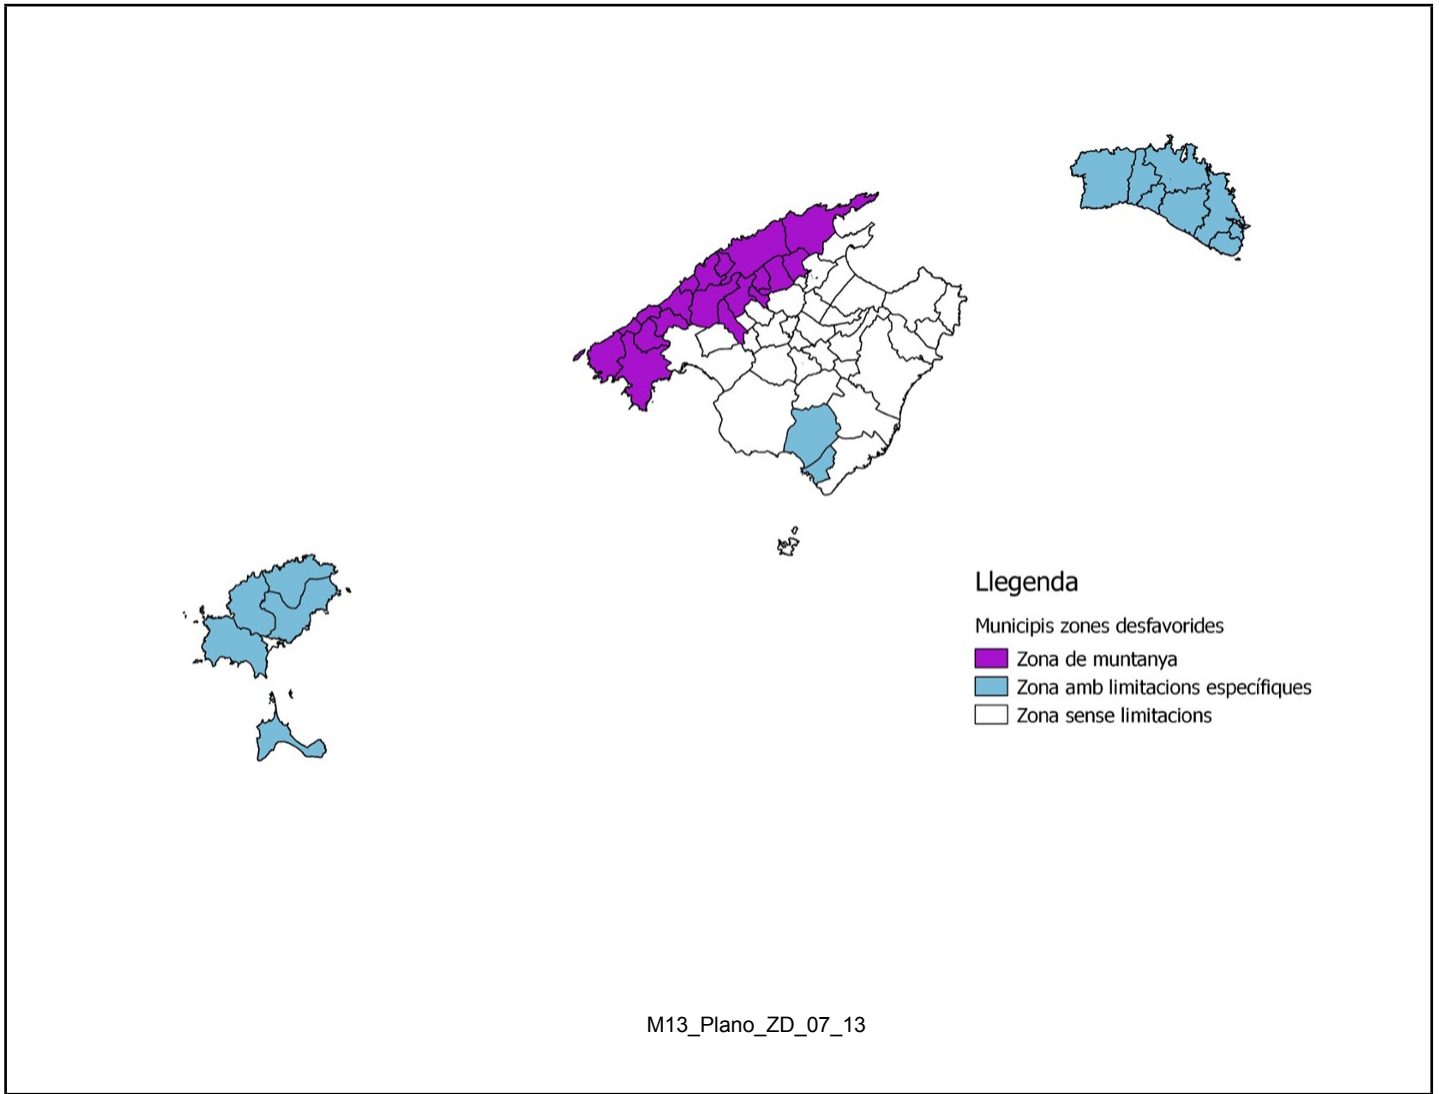 Llegenda
Municipis zones desfavorides
Zona de muntanya
Zona amb limitacions específiques
Zona sense limitacions
M13_Plano_ZD_07_13